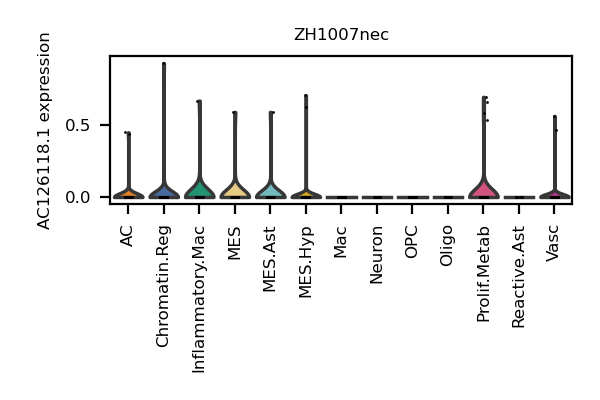 ZH1007nec
AC126118.1 expression
0.5
0.0
AC
Chromatin.Reg
Inflammatory.Mac
MES
MES.Ast
MES.Hyp
Mac
Neuron
OPC
Oligo
Prolif.Metab
Reactive.Ast
Vasc